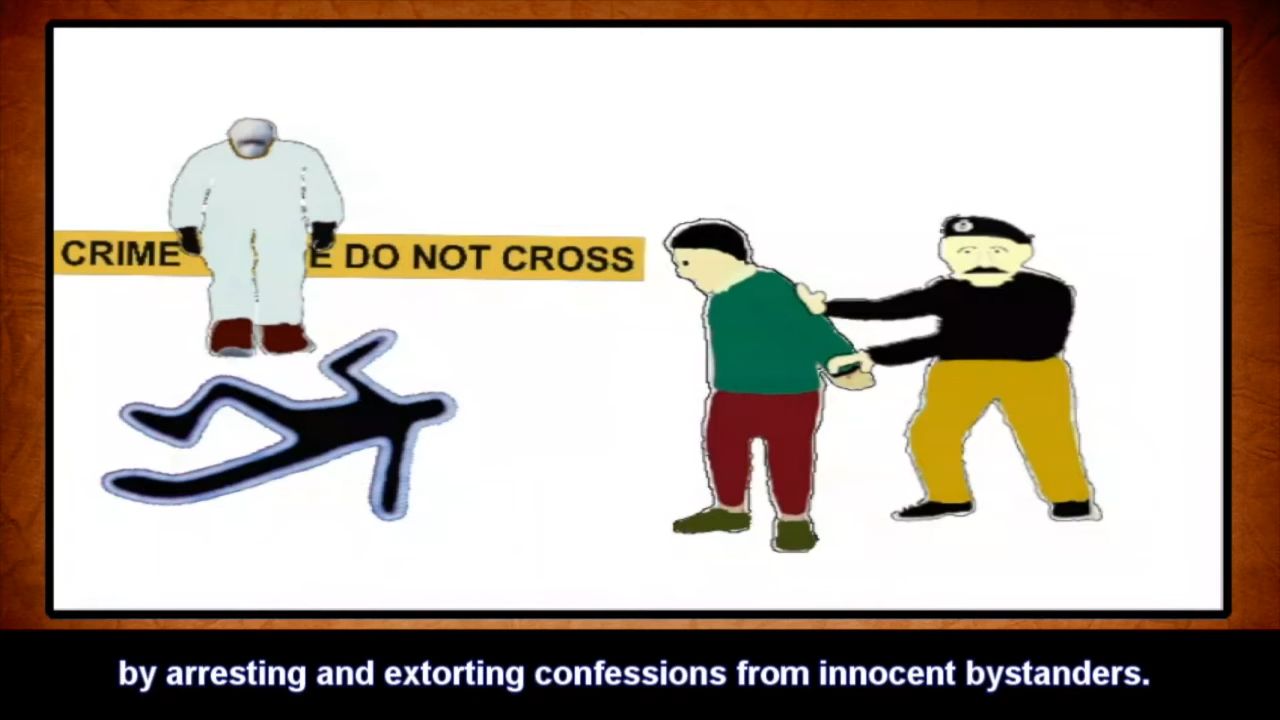 CRIME E DO NOT CROSS
by arresting and extorting confessions from innocent bystanders.